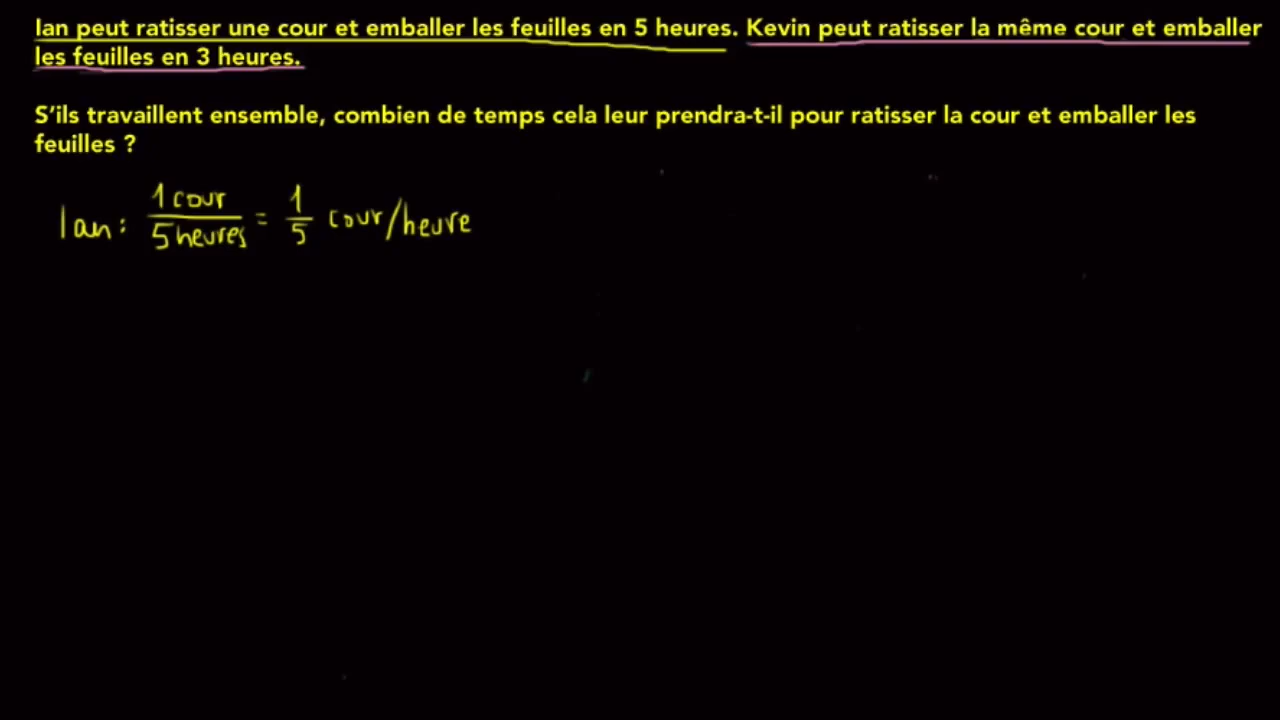 Ian peut ratisser une cour et emballer les feuilles en 5 heures. Kevin peut ratisser la même cour et emballer
les feuilles en 3 heures.
S’ils travaillent ensemble, combien de temps cela leur prendra-t-il pour ratisser la cour et emballer les
feuilles ?
Ian: 1 cour / 5 heures = 1/5 cour/heure